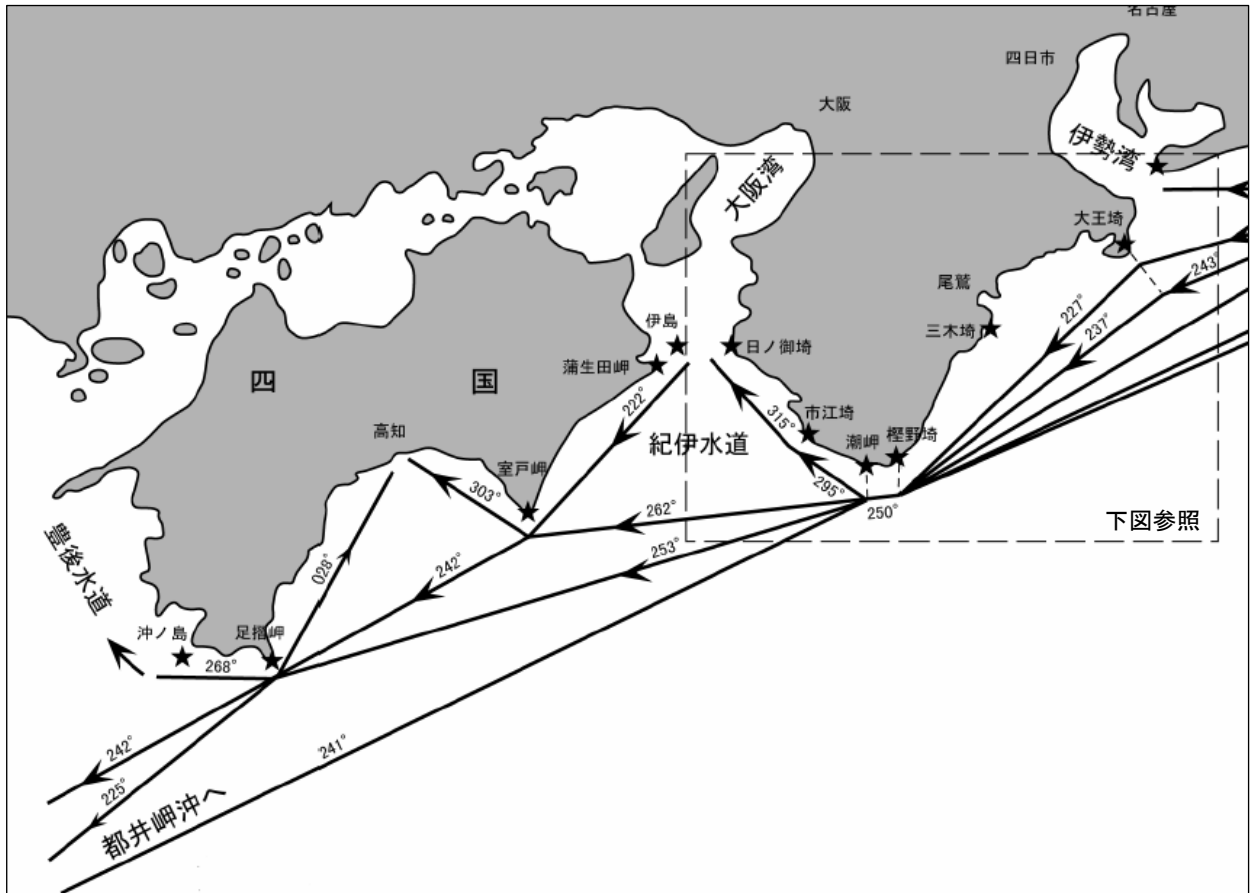 名古屋
四日市
大阪
伊勢湾
大阪湾
大王埼
243°
尾鷲
227°
三木埼
237°
伊島
日ノ御埼
蒲生田岬
四国
222°
315°
市江埼
紀伊水道
潮岬
樫野埼
高知
室戸岬
303°
295°
262°
250°
下図参照
253°
豊後水道
028°
242°
沖ノ島
足摺岬
268°
241°
242°
225°
都井岬沖へ